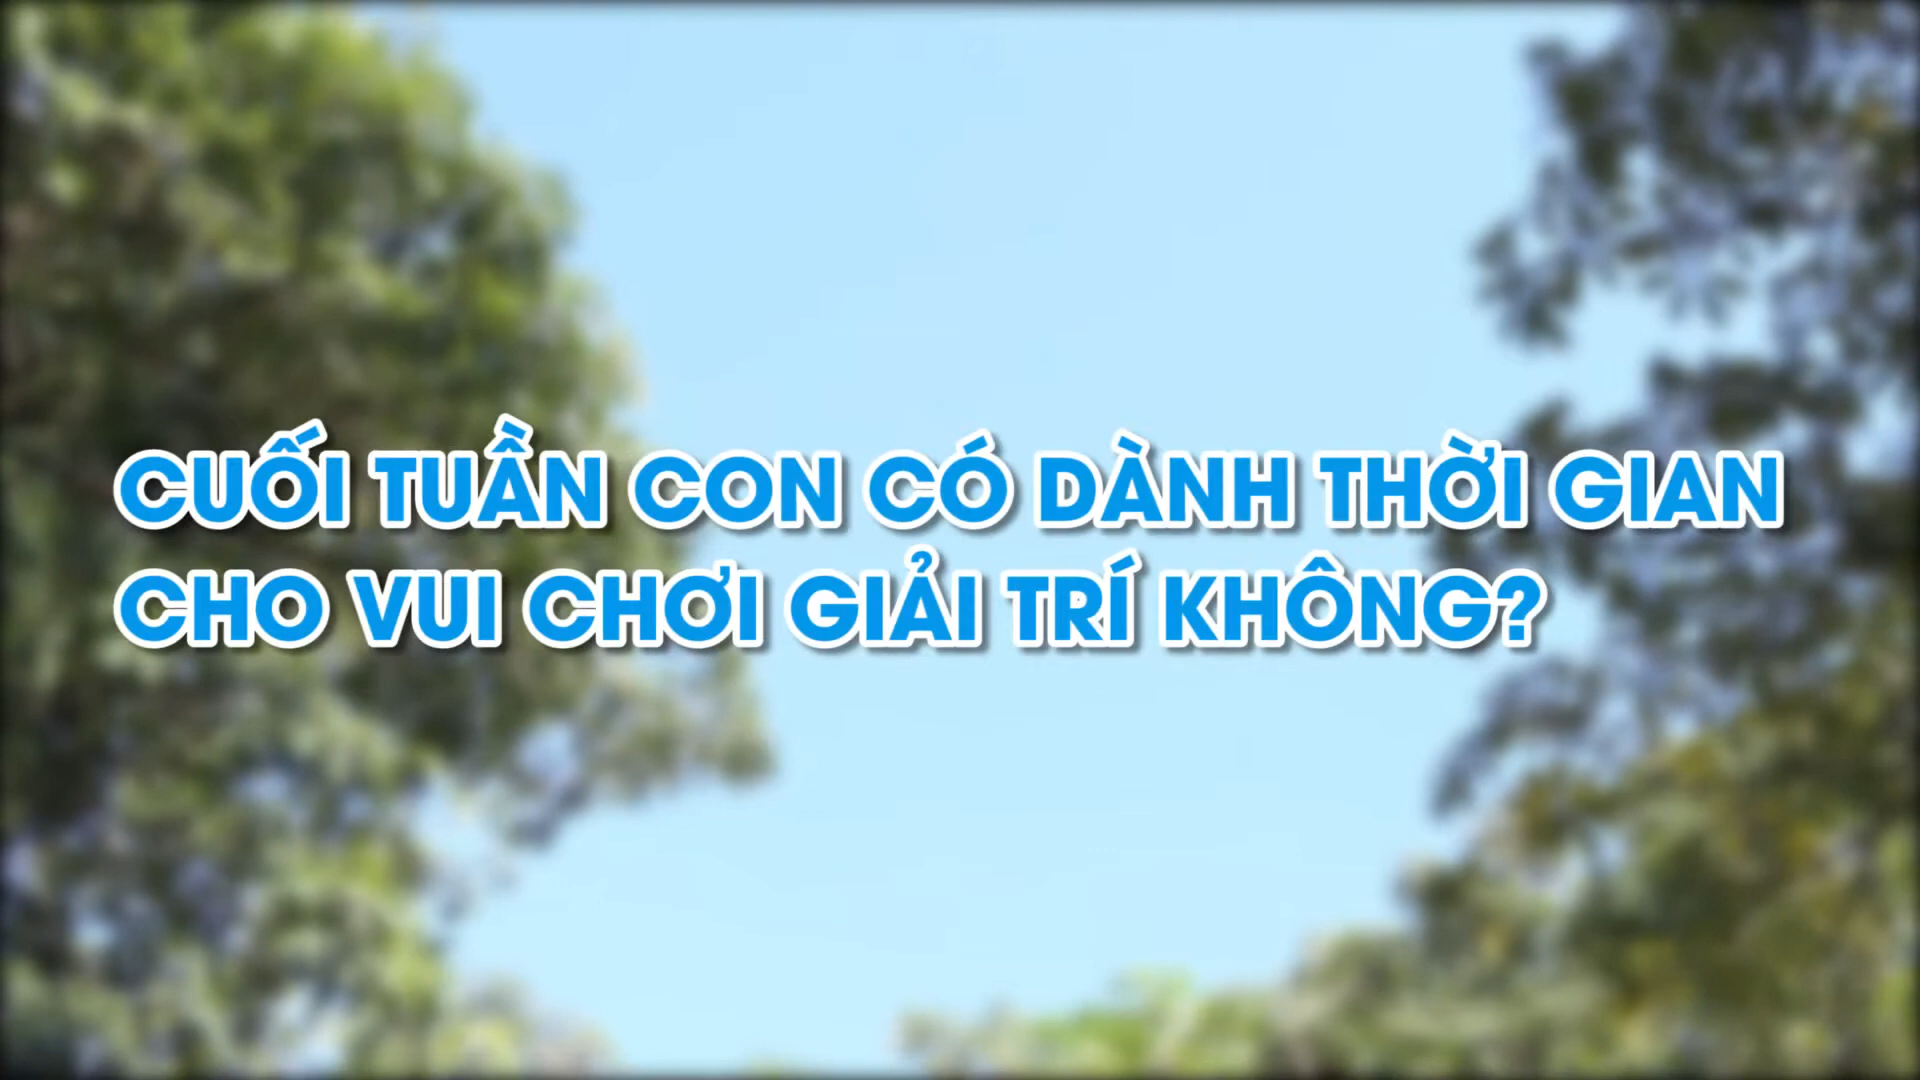 CUỐI TUẦN CON CÓ DÀNH THỜI GIAN
CHO VUI CHƠI GIẢI TRÍ KHÔNG?